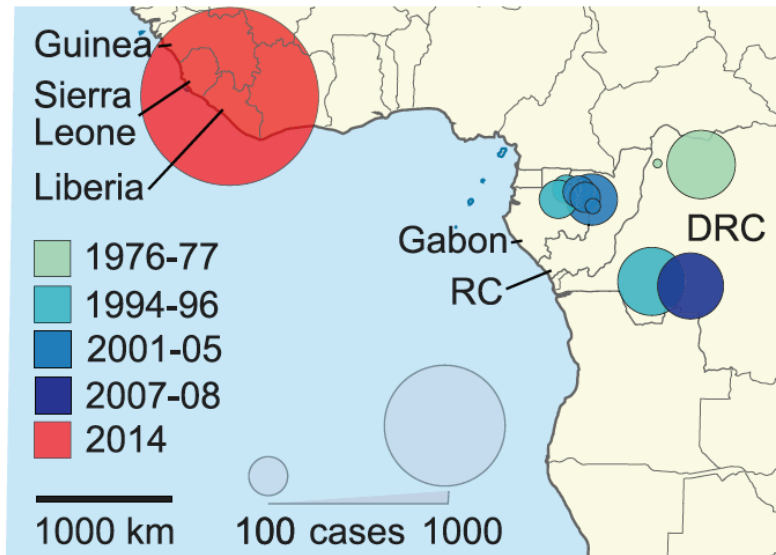 Guinea
Sierra
Leone
Liberia
Gabon
RC
DRC
1976-77
1994-96
2001-05
2007-08
2014
1000 km
100 cases 1000